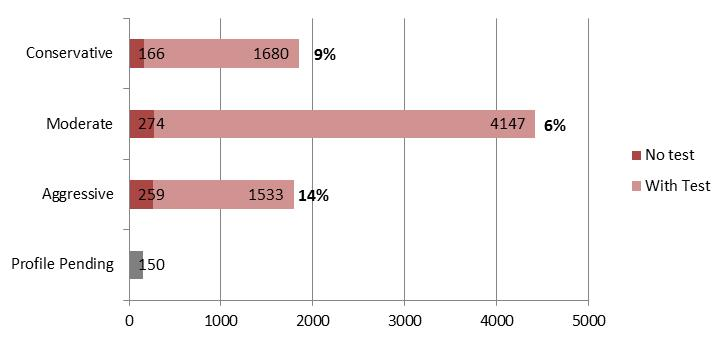 Conservative 166 1680 9%
Moderate 274 4147 6%
Aggressive 259 1533 14%
Profile Pending 150
No test
With Test
0 1000 2000 3000 4000 5000